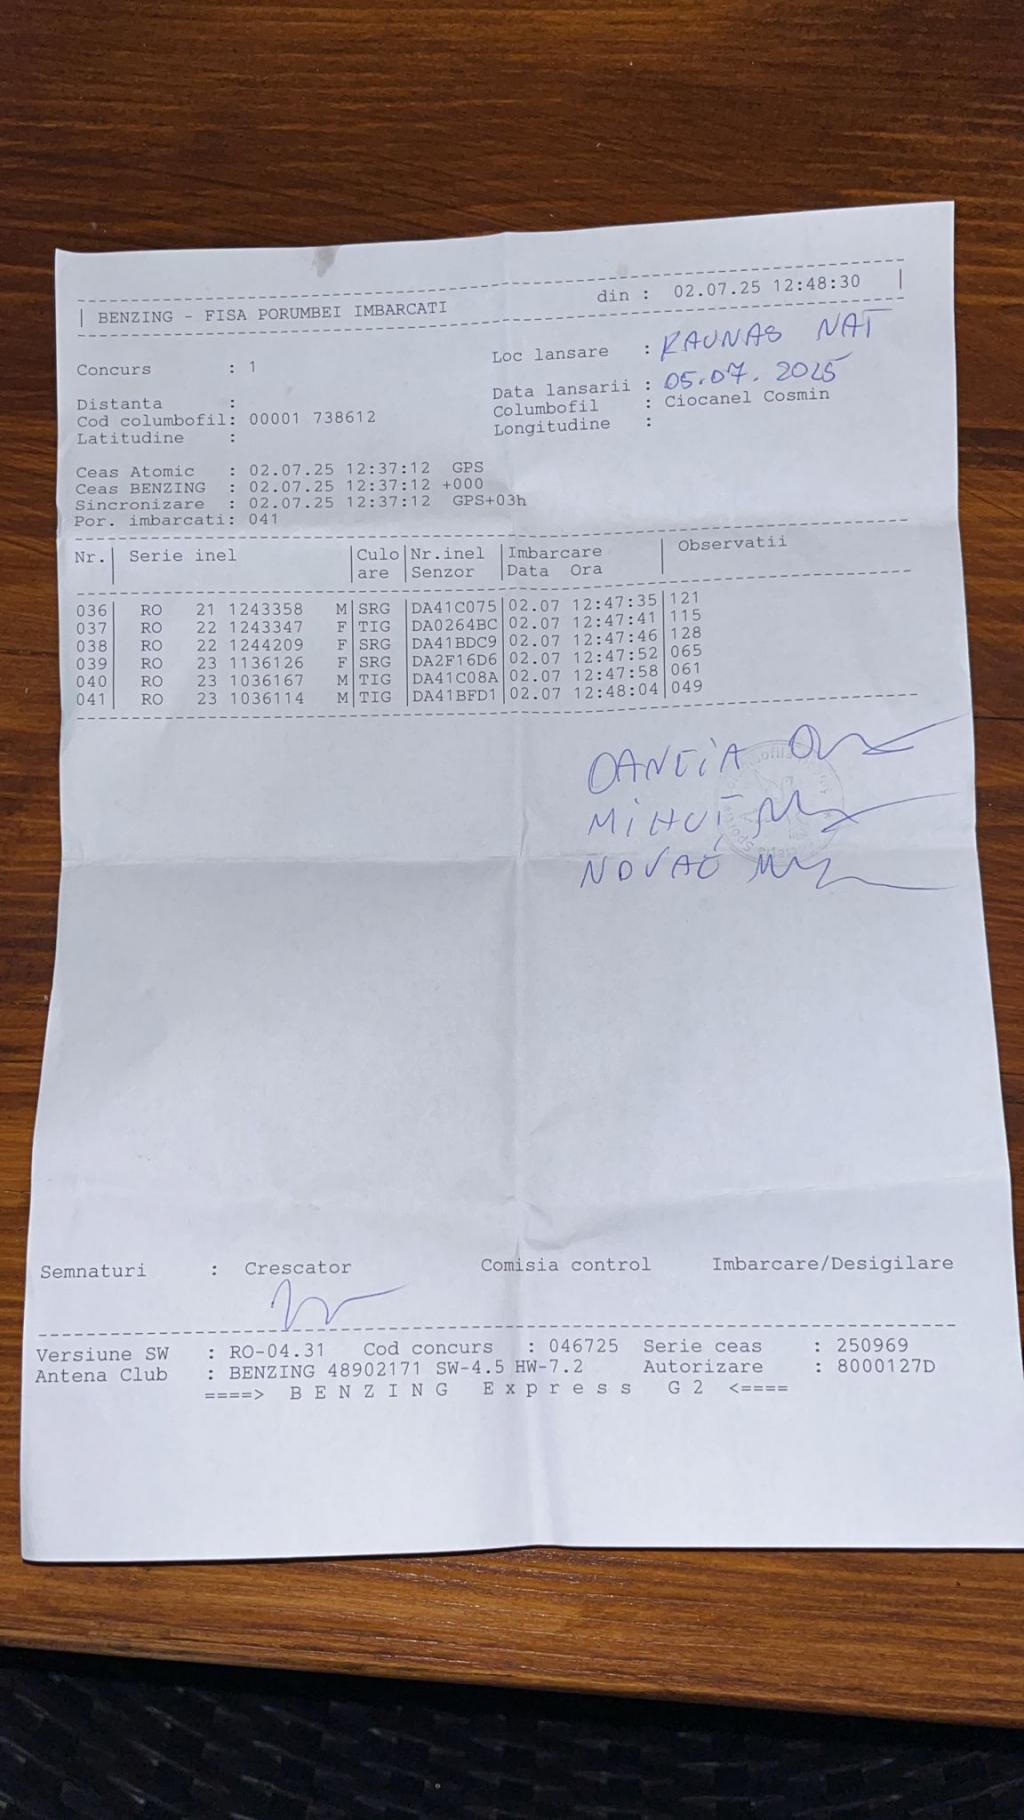 | BENZING - FISA PORUMBEI IMBARCATI din : 02.07.25 12:48:30 |
Concurs : 1 Loc lansare : KAUNAS NAT
Data lansarii : 05.07.2025
Distanta : Columbofil : Ciocanel Cosmin
Cod columbofil: 00001 738612 Longitudine :
Latitudine :
Ceas Atomic : 02.07.25 12:37:12 GPS
Ceas BENZING : 02.07.25 12:37:12 +000
Sincronizare : 02.07.25 12:37:12 GPS+03h
Por. imbarcati: 041
Nr.| Serie inel |Culo|Nr.inel |Imbarcare | Observatii
| |are |Senzor |Data Ora |
036| RO 21 1243358 M|SRG |DA41C075|02.07 12:47:35|121
037| RO 22 1243347 F|TIG |DA0264BC|02.07 12:47:41|115
038| RO 22 1244209 F|SRG |DA41BDC9|02.07 12:47:46|128
039| RO 23 1136126 F|SRG |DA2F16D6|02.07 12:47:52|065
040| RO 23 1036167 M|TIG |DA41C08A|02.07 12:47:58|061
041| RO 23 1036114 M|TIG |DA41BFD1|02.07 12:48:04|049
MIHUȚ
NOVAC
Semnaturi : Crescator Comisia control Imbarcare/Desigilare
Versiune SW : RO-04.31 Cod concurs : 046725 Serie ceas : 250969
Antena Club : BENZING 48902171 SW-4.5 HW-7.2 Autorizare : 8000127D
====> B E N Z I N G E x p r e s s G 2 <====